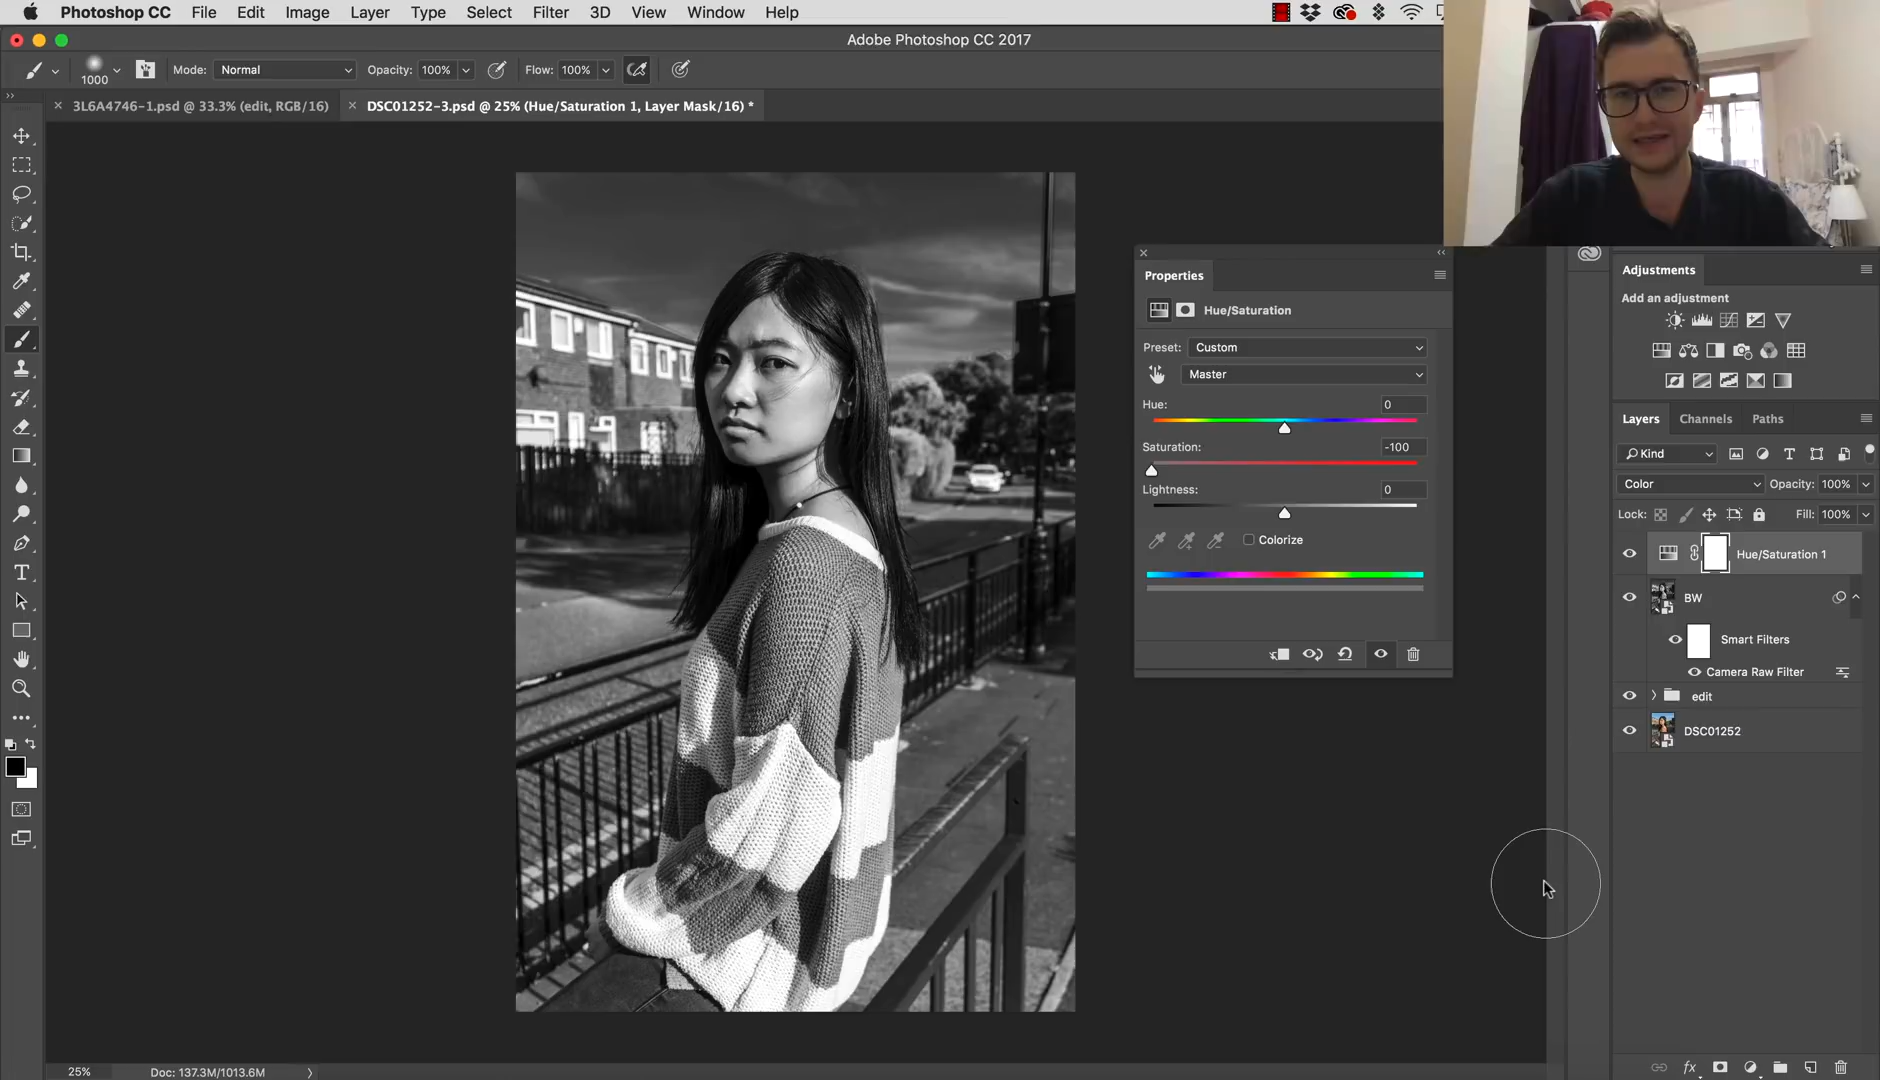 Photoshop CC File Edit Image Layer Type Select Filter 3D View Window Help
Adobe Photoshop CC 2017
1000 Mode: Normal Opacity: 100% Flow: 100%
3L6A4746-1.psd @ 33.3% (edit, RGB/16) DSC01252-3.psd @ 25% (Hue/Saturation 1, Layer Mask/16) *
Properties
Hue/Saturation
Preset: Custom
Master
Hue: 0
Saturation: -100
Lightness: 0
Colorize
Adjustments
Add an adjustment
Layers Channels Paths
Kind
Color Opacity: 100%
Lock: Fill: 100%
Hue/Saturation 1
BW
Smart Filters
Camera Raw Filter
edit
DSC01252
25% Doc: 137.3M/1013.6M